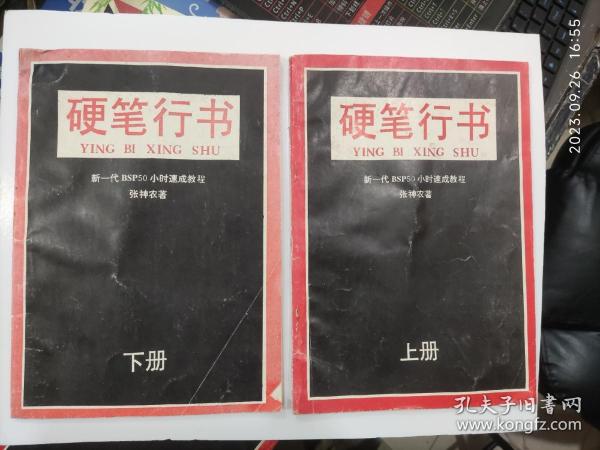 硬笔行书
YING BI XING SHU
新一代 BSP50 小时速成教程
张神农著
下册
硬笔行书
YING BI XING SHU
新一代 BSP50 小时速成教程
张神农著
上册
2023.09.26 16:55
孔夫子旧书网
www.kongfz.com